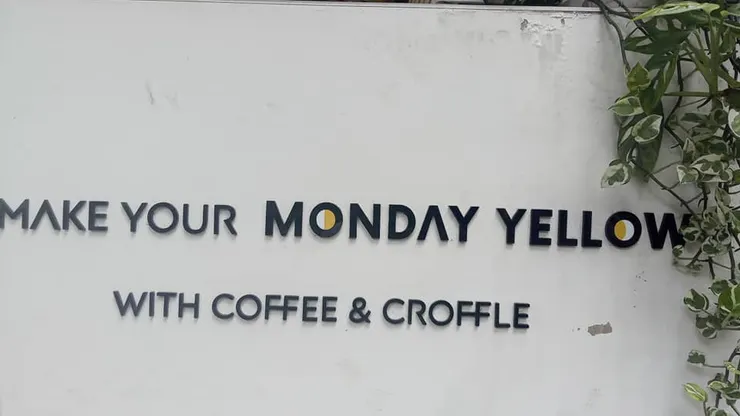 MAKE YOUR MONDAY YELLOW
WITH COFFEE & CROFFLE